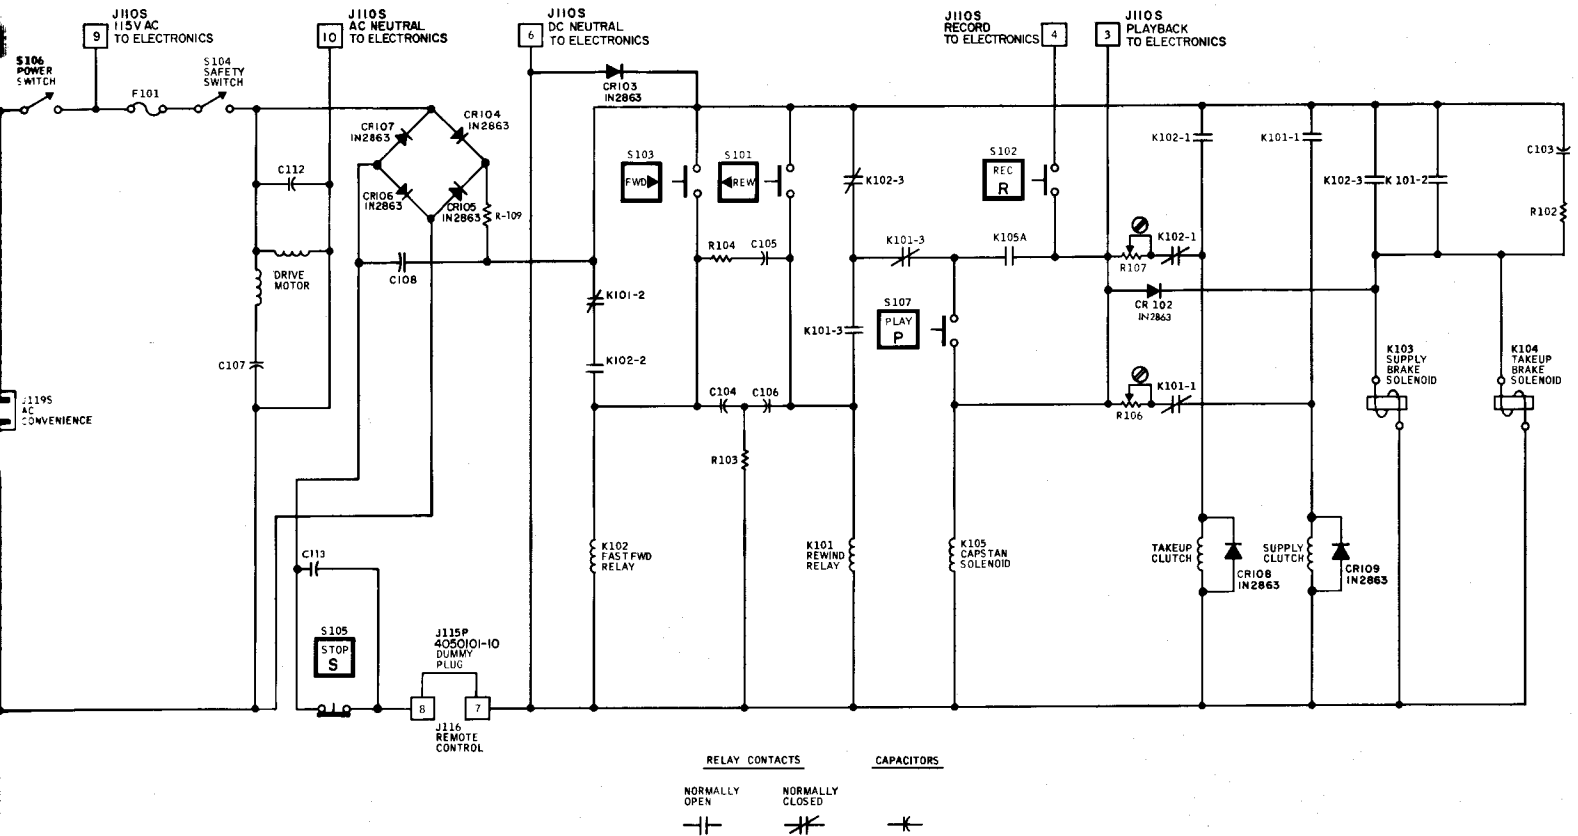 J110S
115V AC
TO ELECTRONICS
9
J110S
AC NEUTRAL
TO ELECTRONICS
10
J110S
DC NEUTRAL
TO ELECTRONICS
6
J110S
RECORD
TO ELECTRONICS
4
J110S
PLAYBACK
TO ELECTRONICS
3
S106
POWER
SWITCH
F101
S104
SAFETY
SWITCH
CR107
IN2863
CR104
IN2863
CR106
IN2863
CR105
IN2863
R-109
C112
DRIVE
MOTOR
C108
C107
J119S
AC
CONVENIENCE
CR103
IN2863
S103
FWD
S101
REW
K102-3
S102
REC
R
K102-1
K101-1
K102-3
K101-2
C103
R102
R104
C105
K101-3
K105A
R107
K102-1
CR102
IN2863
K101-2
K102-2
K101-3
S107
PLAY
P
C104
C106
R103
R106
K101-1
K103
SUPPLY
BRAKE
SOLENOID
K104
TAKEUP
BRAKE
SOLENOID
K102
FAST FWD
RELAY
K101
REWIND
RELAY
K105
CAPSTAN
SOLENOID
TAKEUP
CLUTCH
CR108
IN2863
SUPPLY
CLUTCH
CR109
IN2863
C113
S105
STOP
S
J115P
4050101-10
DUMMY
PLUG
8
7
J116
REMOTE
CONTROL
RELAY CONTACTS
CAPACITORS
NORMALLY
OPEN
NORMALLY
CLOSED